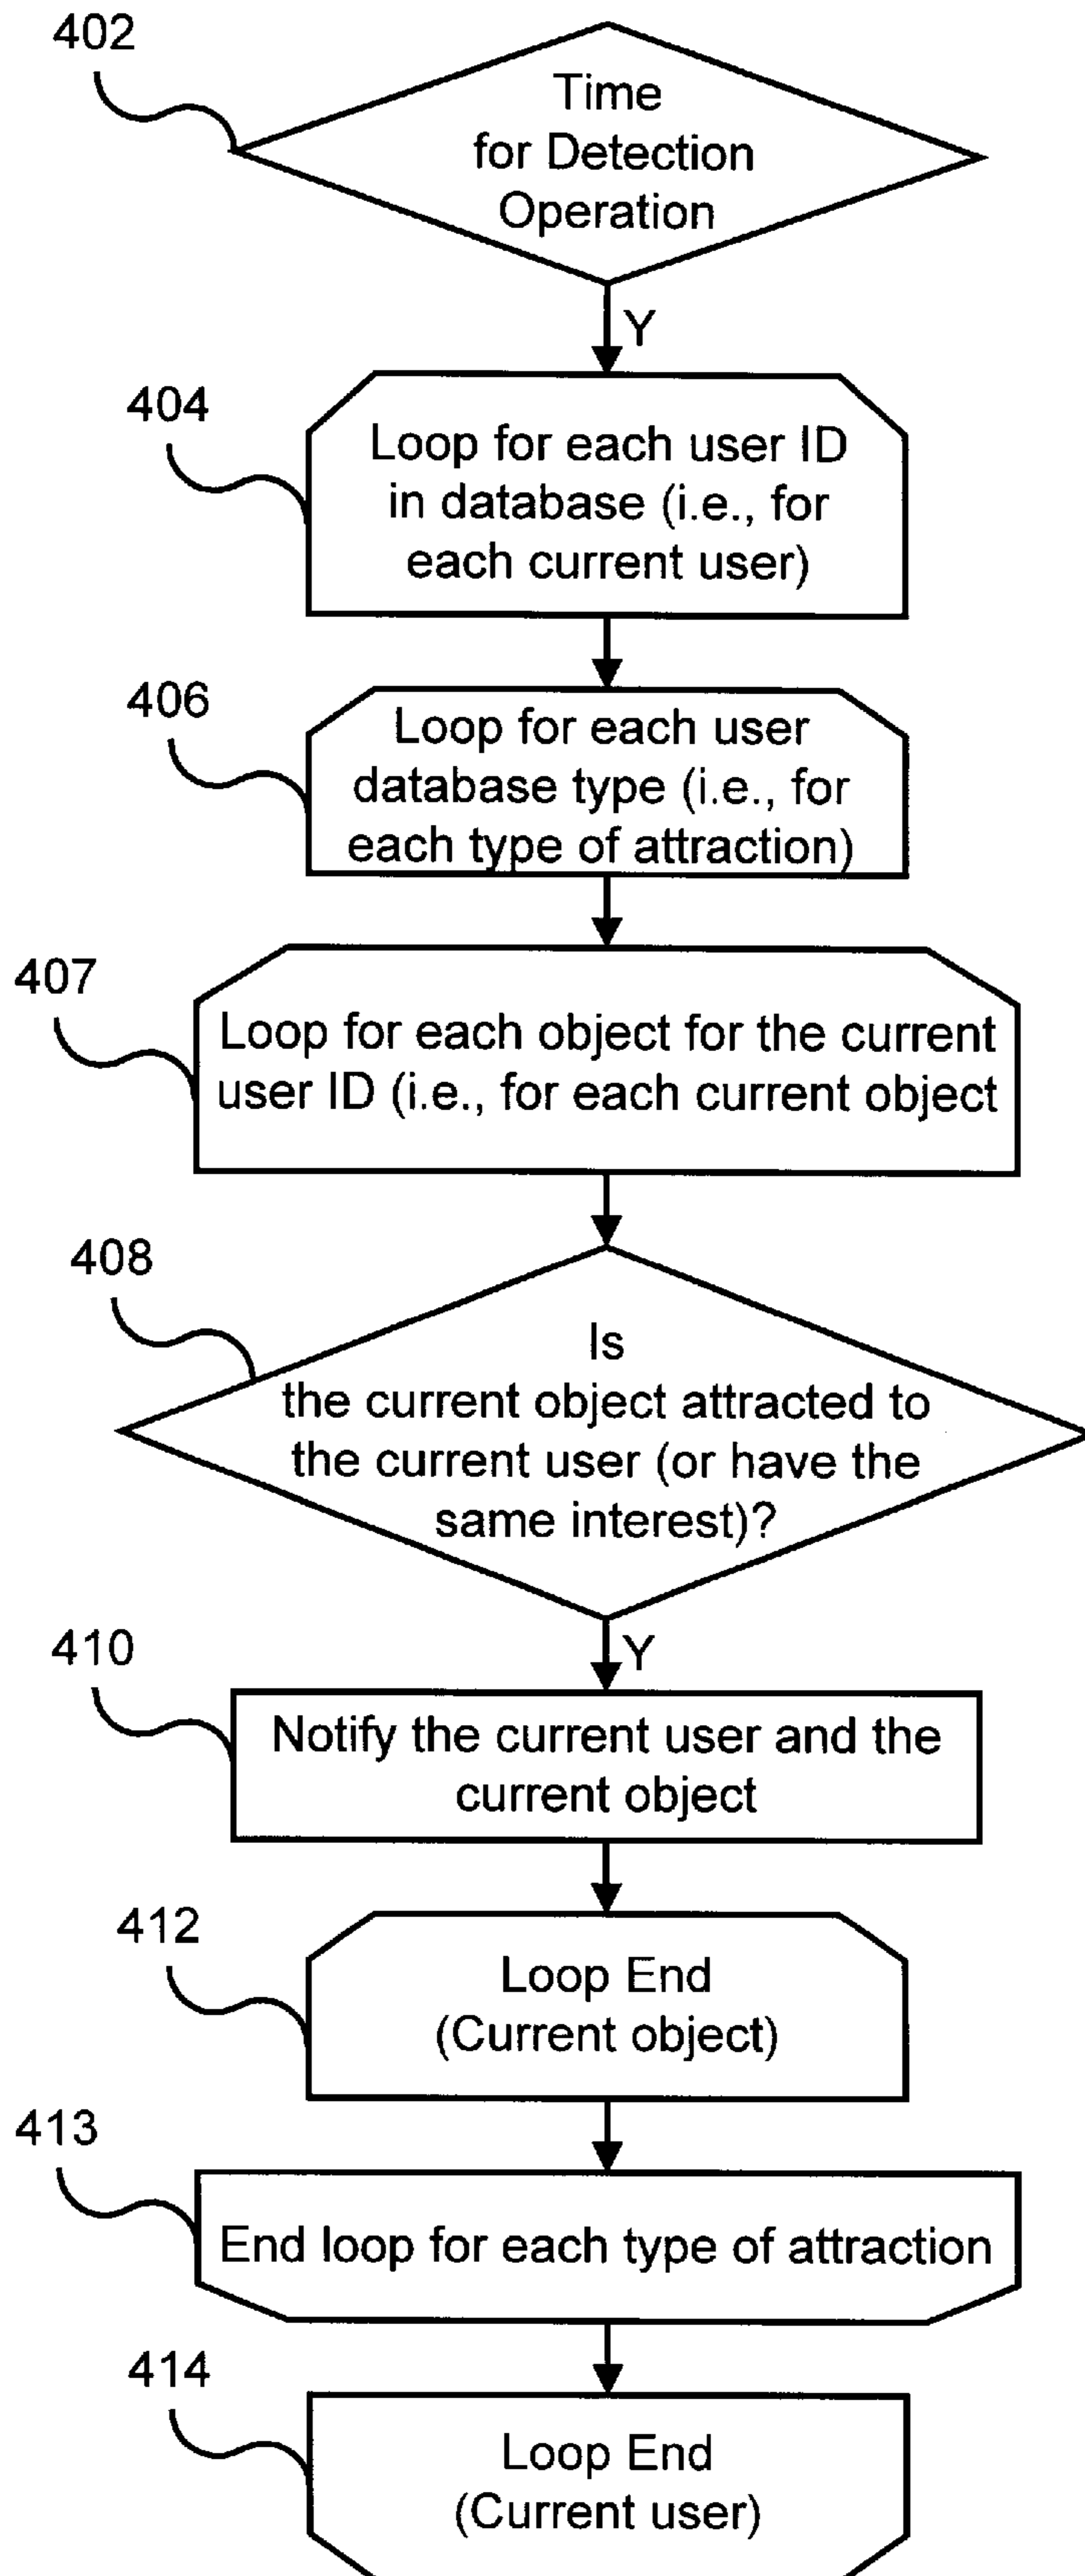 402
Time
for Detection
Operation
Y
404
Loop for each user ID
in database (i.e., for
each current user)
406
Loop for each user
database type (i.e., for
each type of attraction)
407
Loop for each object for the current
user ID (i.e., for each current object
408
Is
the current object attracted to
the current user (or have the
same interest)?
Y
410
Notify the current user and the
current object
412
Loop End
(Current object)
413
End loop for each type of attraction
414
Loop End
(Current user)